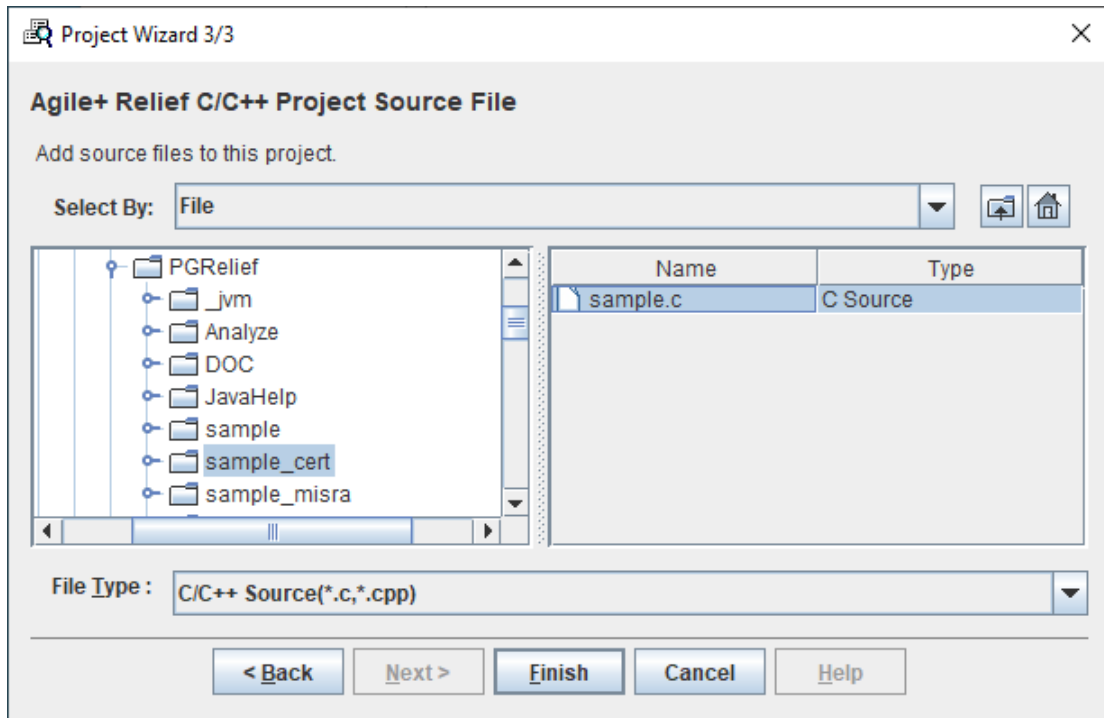 Project Wizard 3/3
Agile+ Relief C/C++ Project Source File
Add source files to this project.
Select By: File
PGRelief
_jvm
Analyze
DOC
JavaHelp
sample
sample_cert
sample_misra
Name Type
sample.c C Source
File Type : C/C++ Source(*.c,*.cpp)
< Back Next > Finish Cancel Help